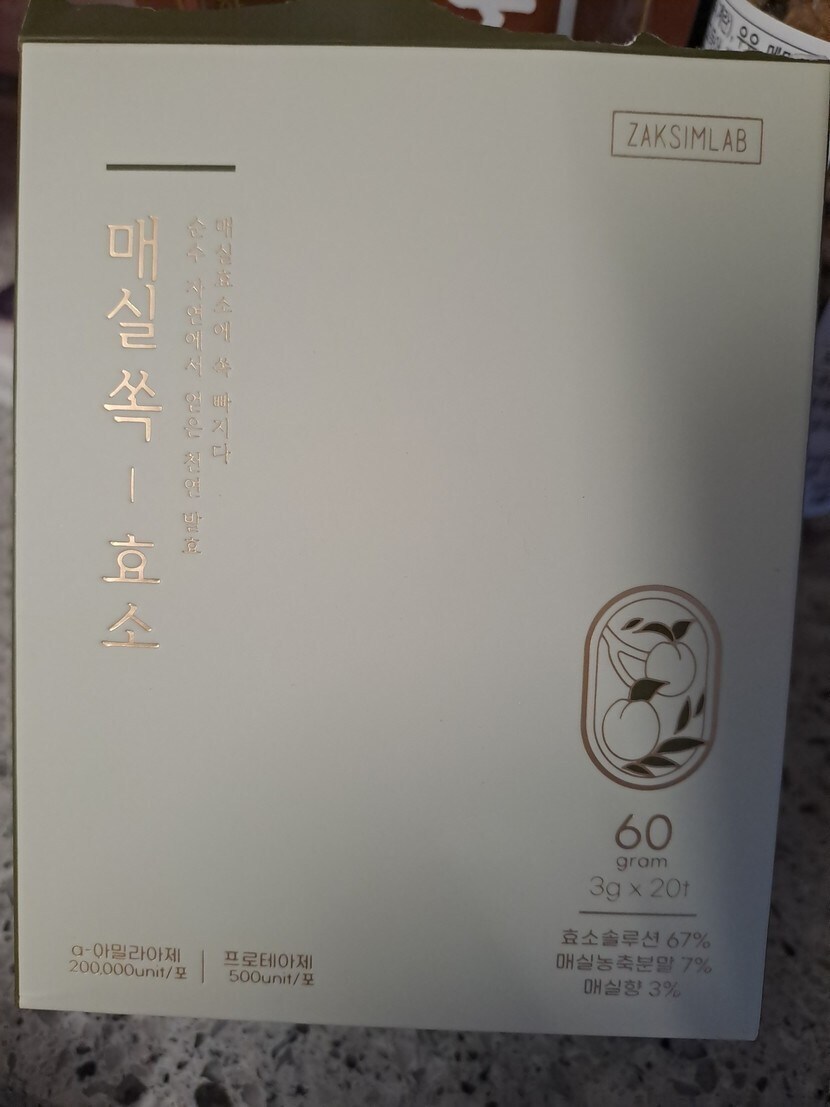 ZAKSIMLAB
매실 쏙 | 효소
매실효소에 쏙 빠지다
순수 자연에서 얻은 천연 발효
60
gram
3g x 20t
효소솔루션 67%
매실농축분말 7%
매실향 3%
α-아밀라아제
200,000unit/포
프로테아제
500unit/포